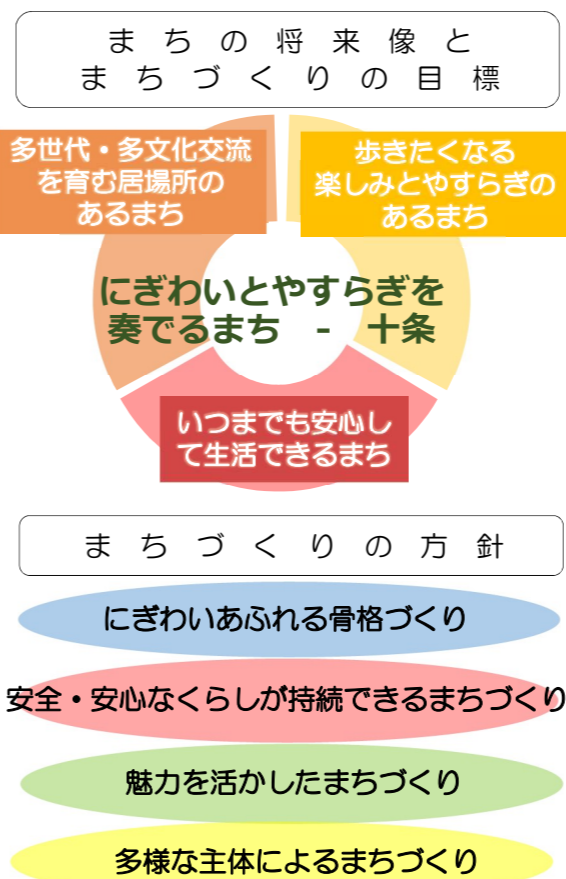 まちの将来像と
まちづくりの目標
多世代・多文化交流
を育む居場所の
あるまち
歩きたくなる
楽しみとやすらぎの
あるまち
にぎわいとやすらぎを
奏でるまち　-　十条
いつまでも安心し
て生活できるまち
まちづくりの方針
にぎわいあふれる骨格づくり
安全・安心なくらしが持続できるまちづくり
魅力を活かしたまちづくり
多様な主体によるまちづくり